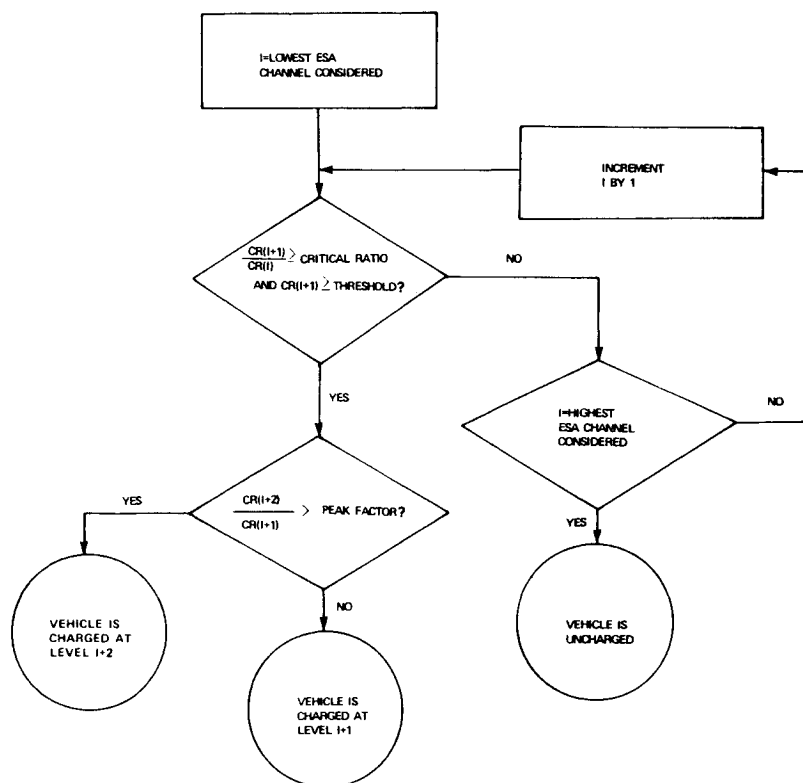 I=LOWEST ESA
CHANNEL CONSIDERED
INCREMENT
I BY 1
CR(I+1)
CR(I)
≥ CRITICAL RATIO
AND CR(I+1) ≥ THRESHOLD?
NO
YES
I=HIGHEST
ESA CHANNEL
CONSIDERED
NO
YES
CR(I+2)
CR(I+1)
> PEAK FACTOR?
YES
NO
VEHICLE IS
CHARGED AT
LEVEL I+2
VEHICLE IS
CHARGED AT
LEVEL I+1
VEHICLE IS
UNCHARGED